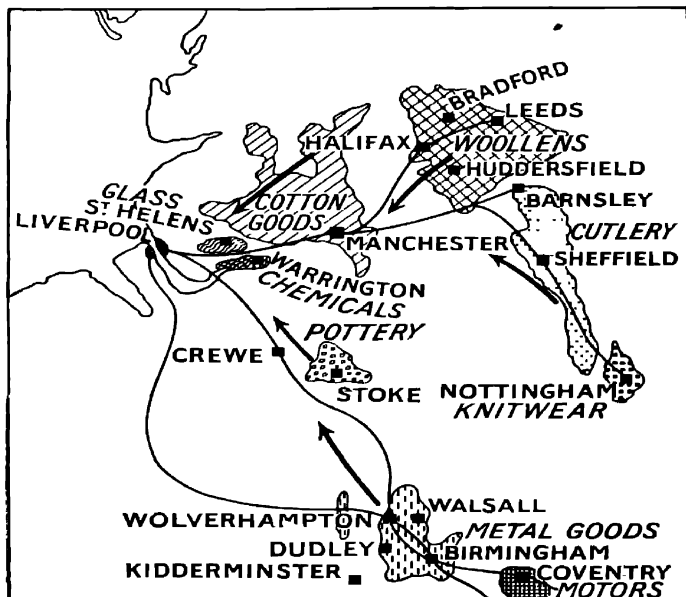 BRADFORD
LEEDS
HALIFAX
WOOLLENS
HUDDERSFIELD
GLASS
ST HELENS
LIVERPOOL
COTTON
GOODS
BARNSLEY
MANCHESTER
CUTLERY
SHEFFIELD
WARRINGTON
CHEMICALS
POTTERY
CREWE
STOKE
NOTTINGHAM
KNITWEAR
WOLVERHAMPTON
WALSALL
METAL GOODS
DUDLEY
BIRMINGHAM
KIDDERMINSTER
COVENTRY
MOTORS